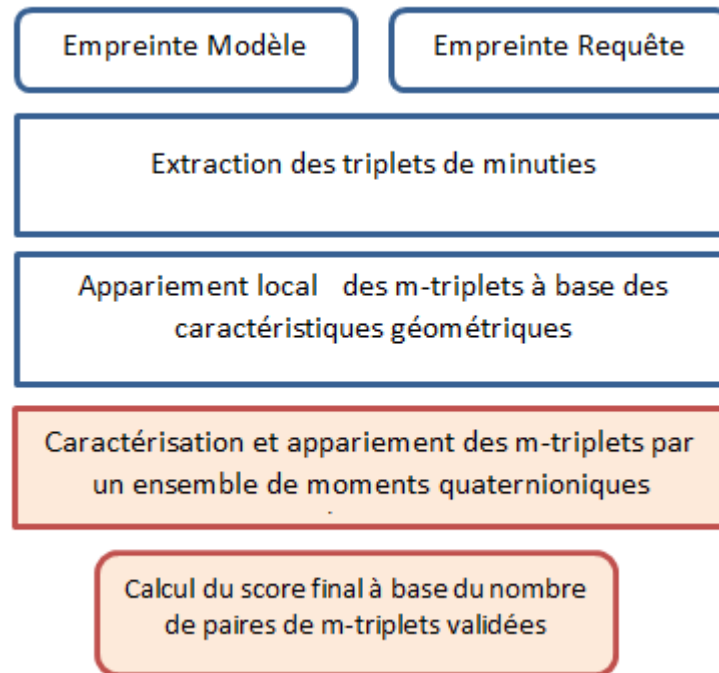 Empreinte Modèle
Empreinte Requête
Extraction des triplets de minuties
Appariement local des m-triplets à base des
caractéristiques géométriques
Caractérisation et appariement des m-triplets par
un ensemble de moments quaternioniques
Calcul du score final à base du nombre
de paires de m-triplets validées